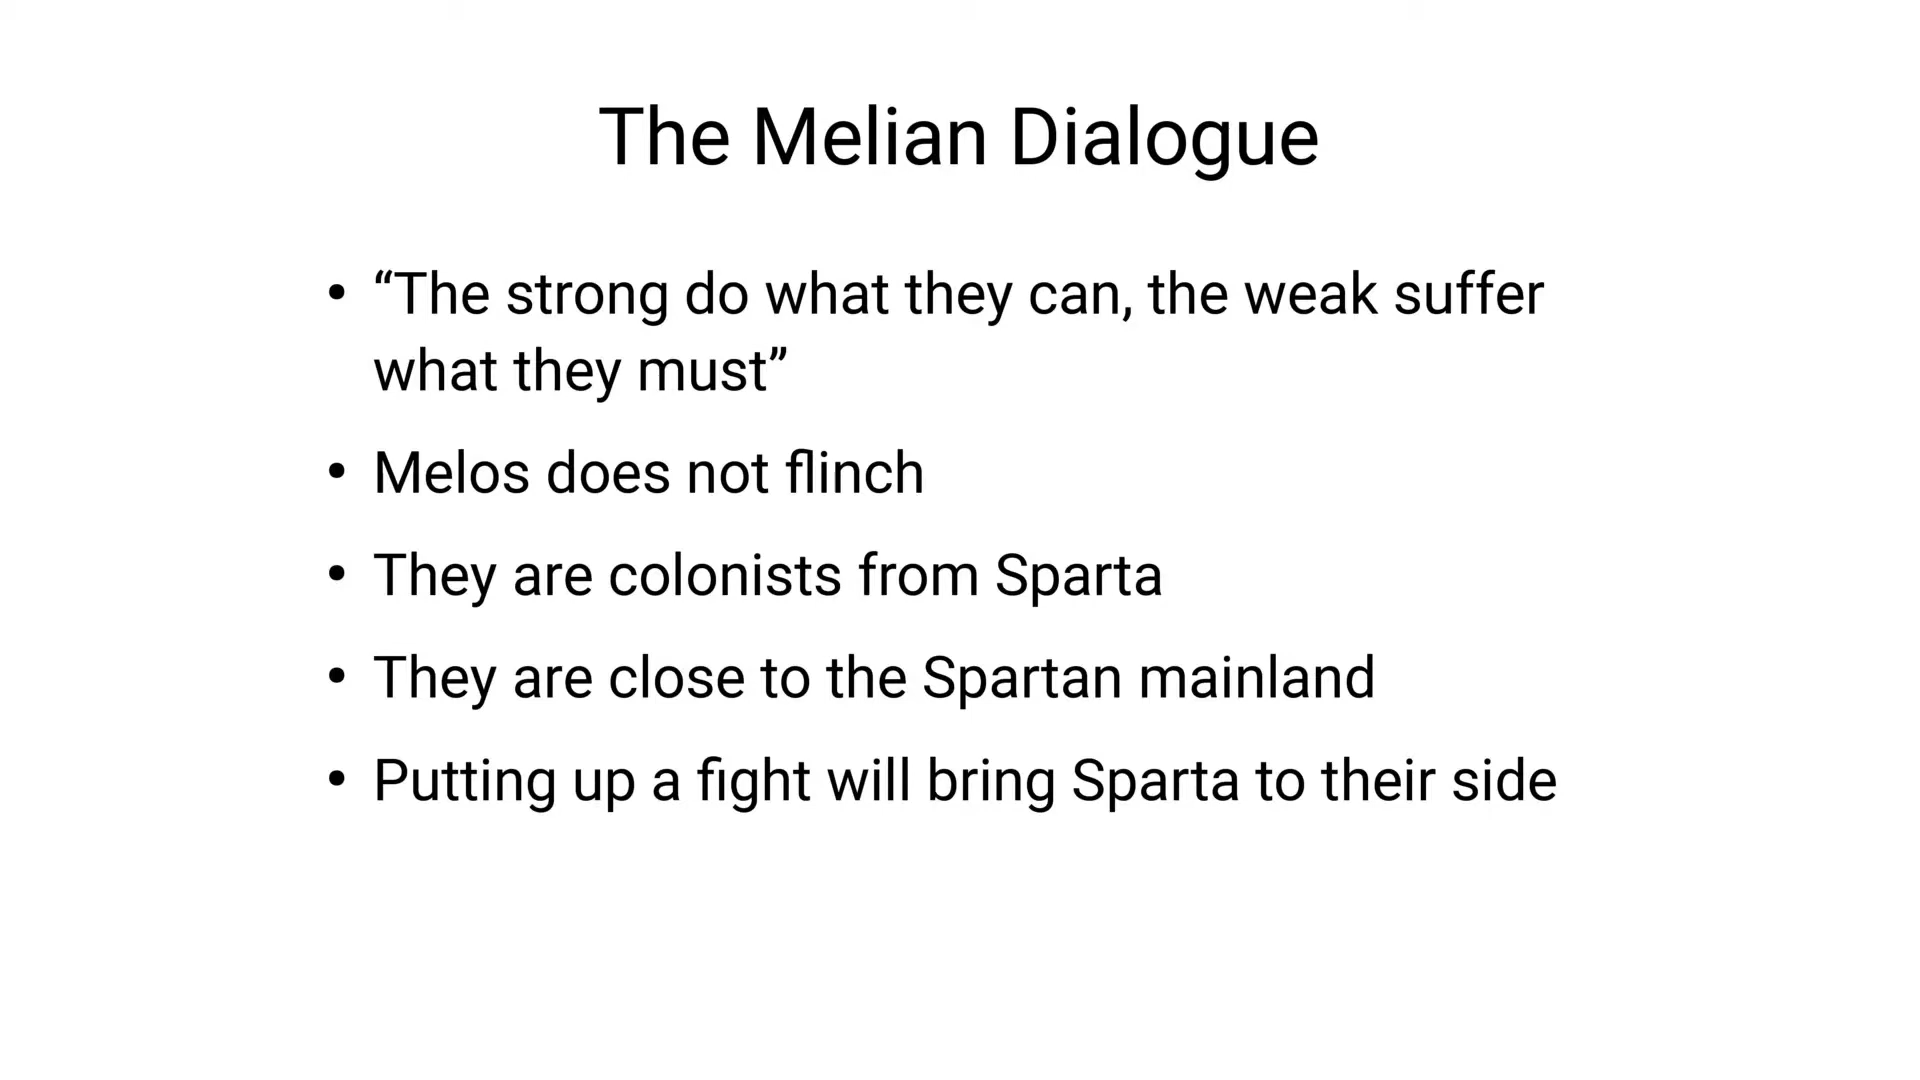 The Melian Dialogue
• “The strong do what they can, the weak suffer
what they must”
• Melos does not flinch
• They are colonists from Sparta
• They are close to the Spartan mainland
• Putting up a fight will bring Sparta to their side